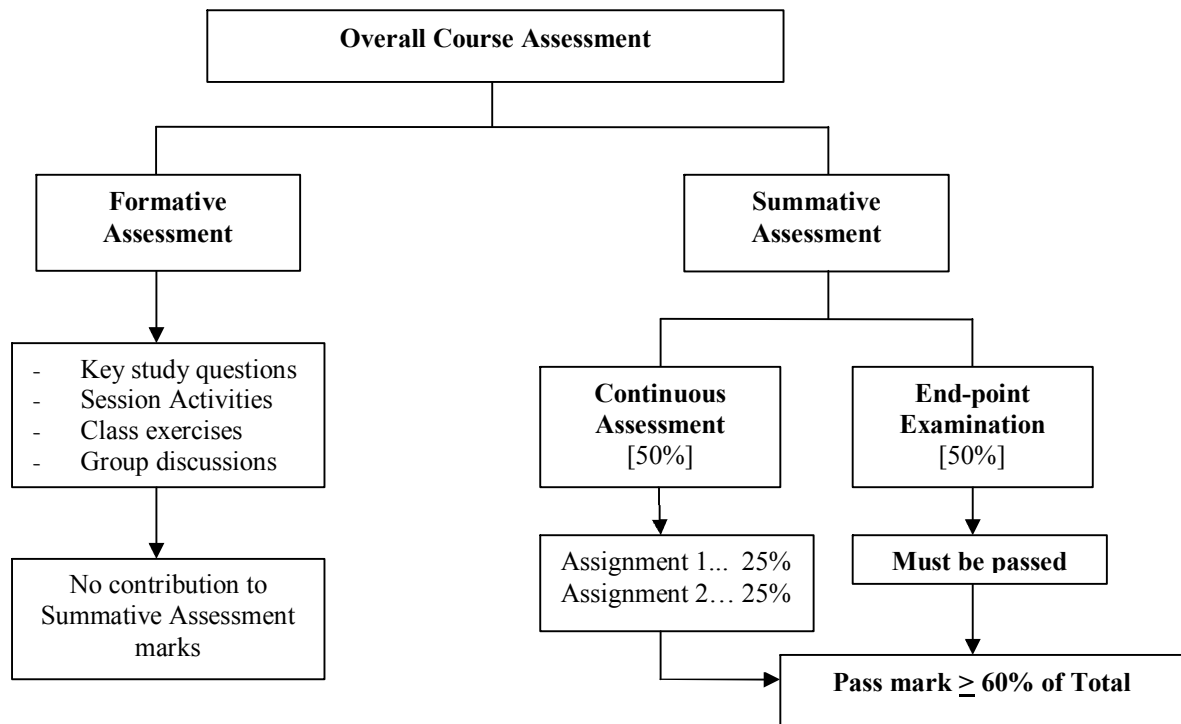 Overall Course Assessment
Formative
Assessment
Summative
Assessment
- Key study questions
- Session Activities
- Class exercises
- Group discussions
Continuous
Assessment
[50%]
End-point
Examination
[50%]
No contribution to
Summative Assessment
marks
Assignment 1... 25%
Assignment 2… 25%
Must be passed
Pass mark ≥ 60% of Total